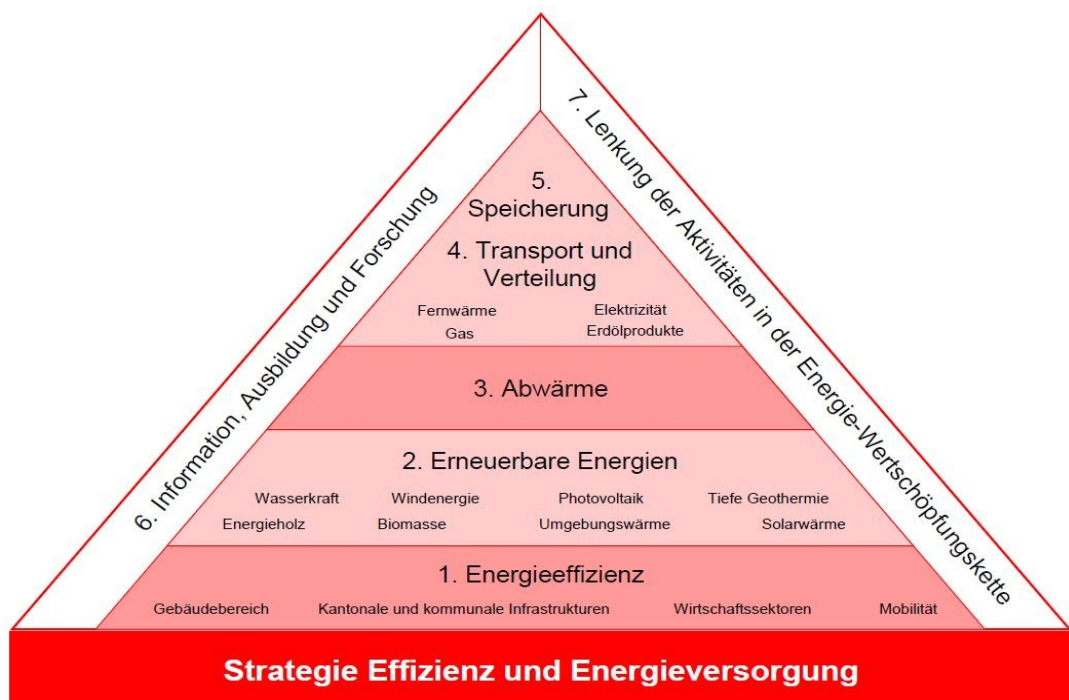 5.
Speicherung
4. Transport und
Verteilung
Fernwärme Elektrizität
Gas Erdölprodukte
3. Abwärme
2. Erneuerbare Energien
Wasserkraft Windenergie Photovoltaik Tiefe Geothermie
Energieholz Biomasse Umgebungswärme Solarwärme
1. Energieeffizienz
Gebäudebereich Kantonale und kommunale Infrastrukturen Wirtschaftssektoren Mobilität
6. Information, Ausbildung und Forschung
7. Lenkung der Aktivitäten in der Energie-Wertschöpfungskette
Strategie Effizienz und Energieversorgung